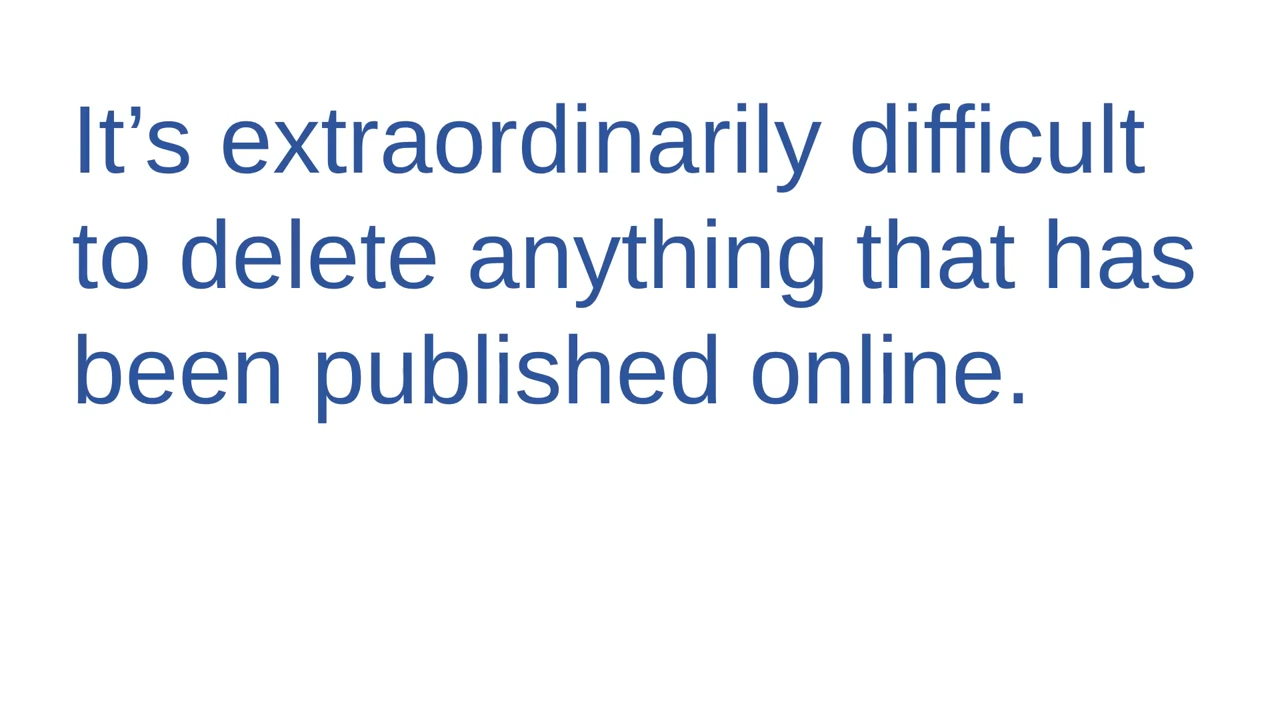 It’s extraordinarily difficult
to delete anything that has
been published online.